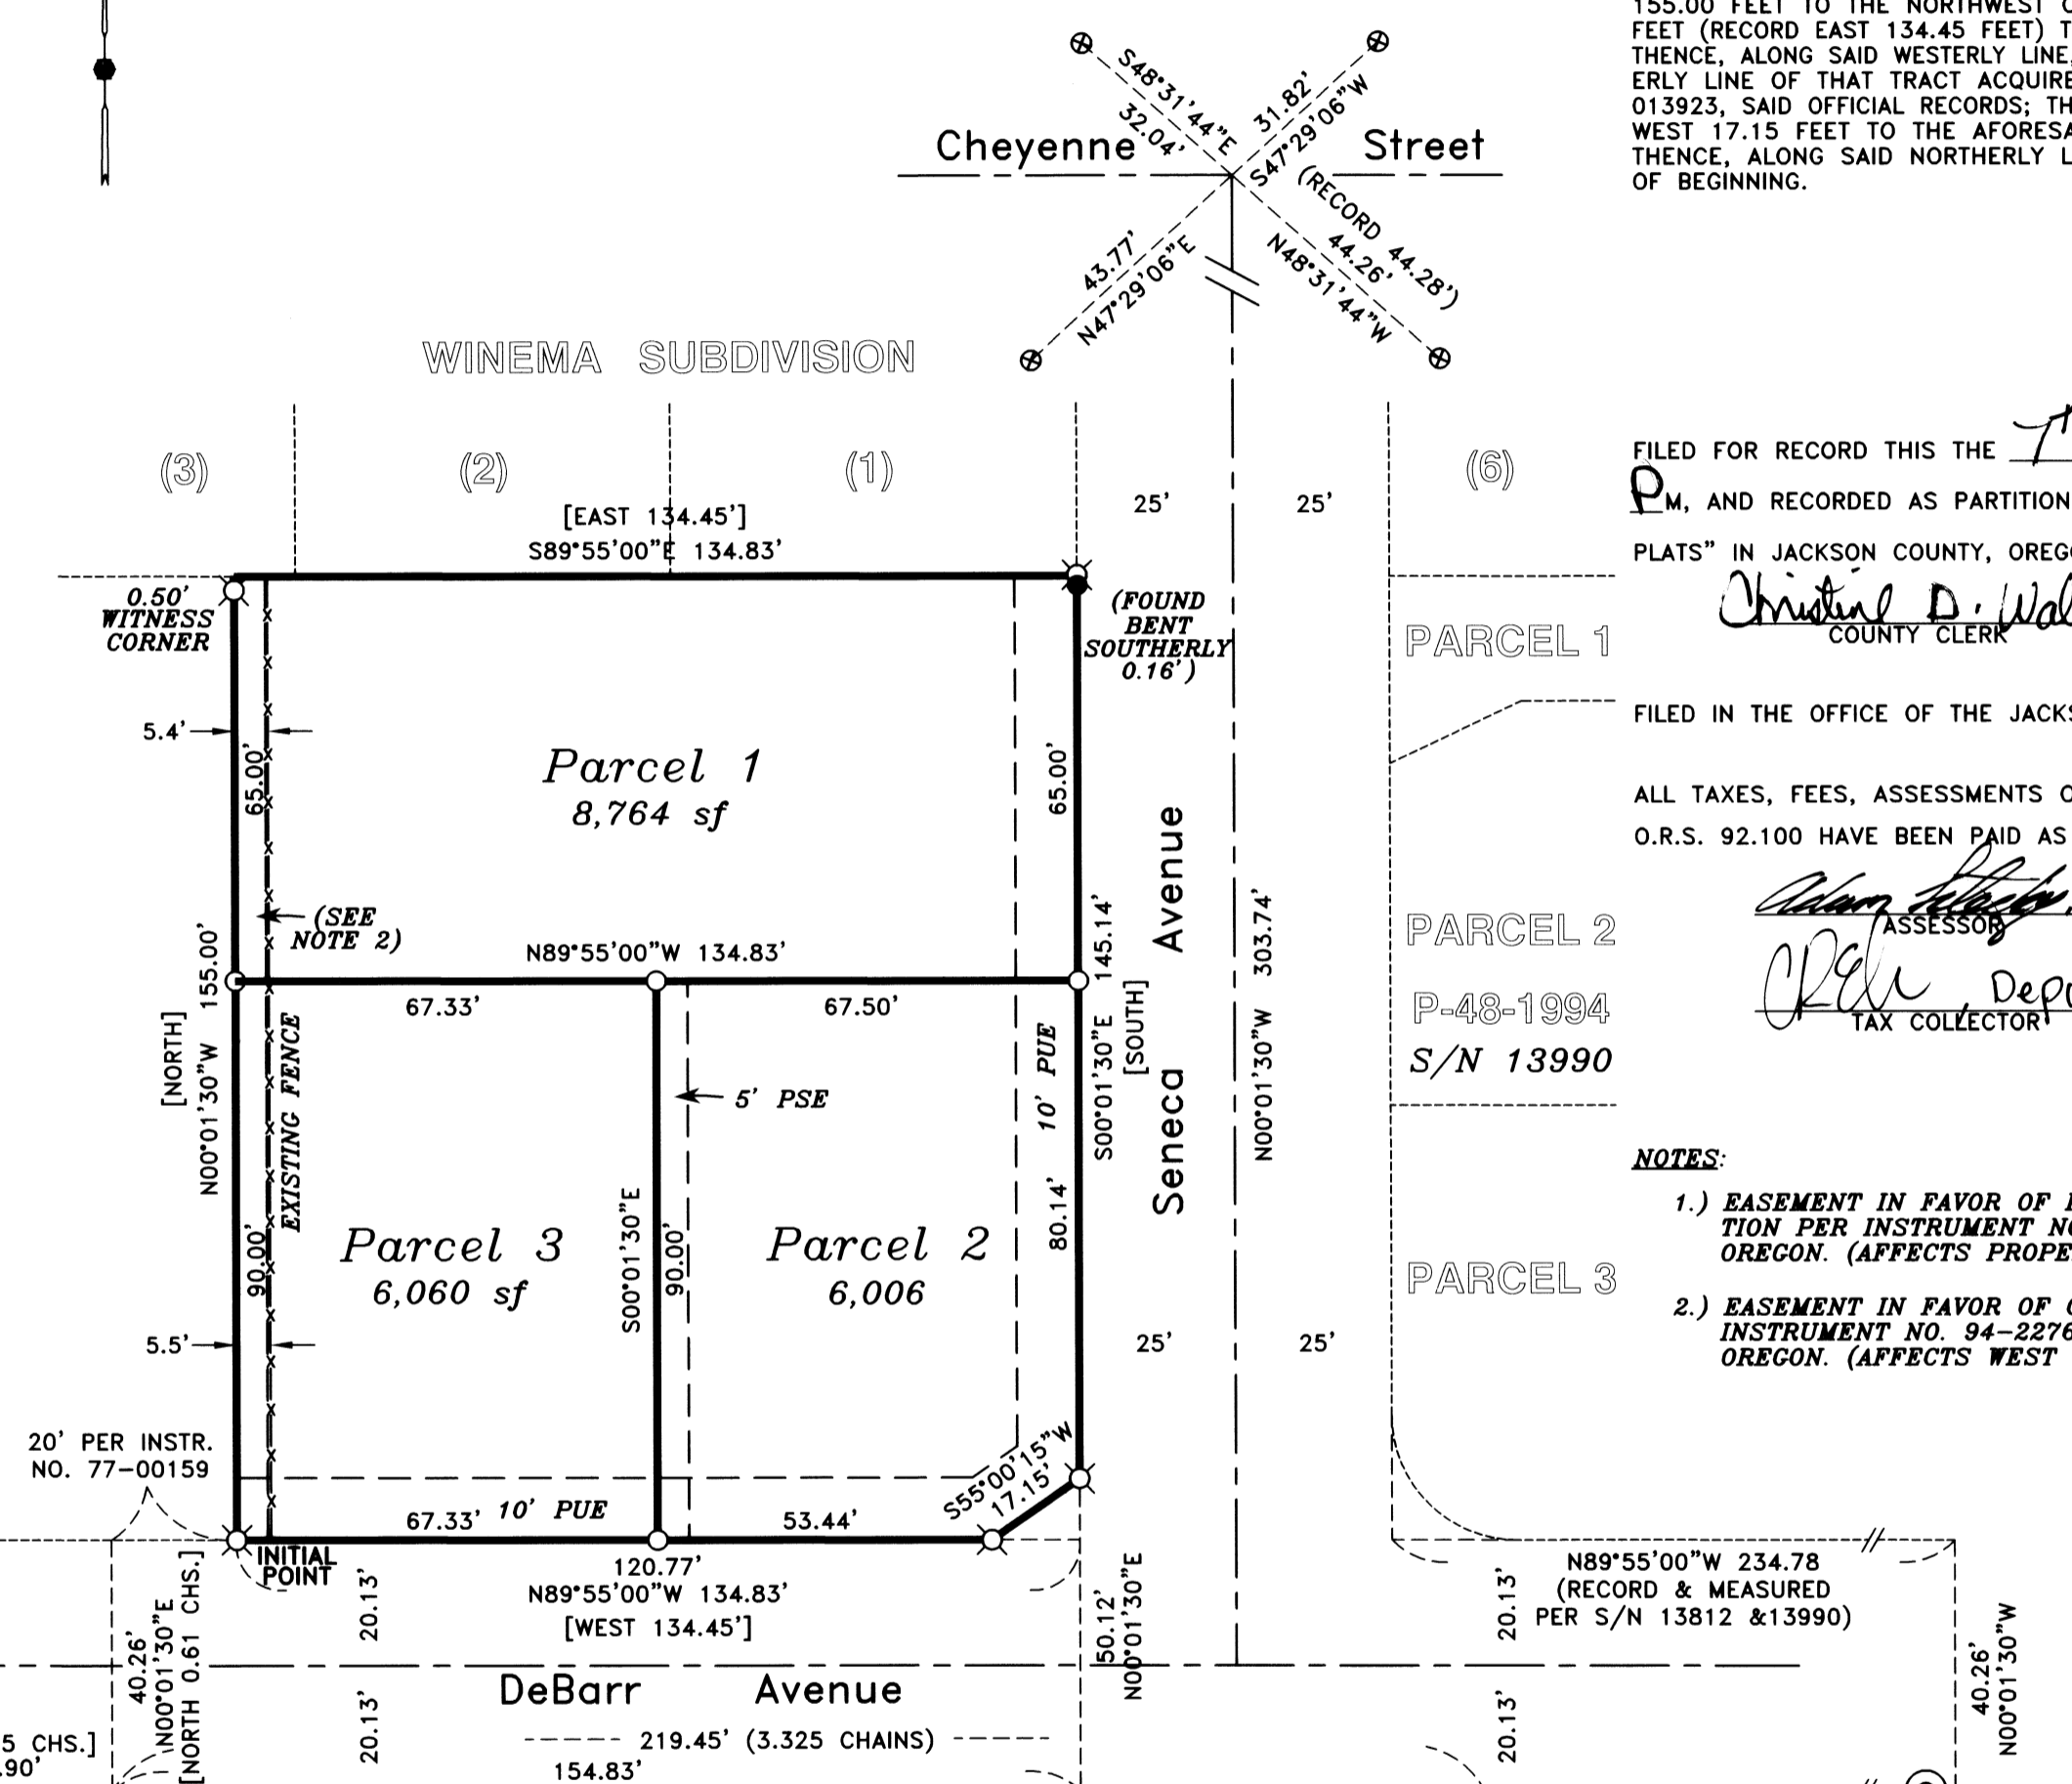 155.00 FEET TO THE NORTHWEST
FEET (RECORD EAST 134.45 FEET)
THENCE, ALONG SAID WESTERLY LINE,
ERLY LINE OF THAT TRACT ACQUIRE
013923, SAID OFFICIAL RECORDS; TH
WEST 17.15 FEET TO THE AFORESA
THENCE, ALONG SAID NORTHERLY
OF BEGINNING.
S48°31'44"E
32.04'
31.82'
S47°29'06"W
Cheyenne Street
(RECORD 44.28')
44.26'
N48°31'44"W
43.77'
N47°29'06"E
WINEMA SUBDIVISION
(3)
(2)
(1)
25'
25'
(6)
[EAST 134.45']
S89°55'00"E 134.83'
0.50'
WITNESS
CORNER
(FOUND
BENT
SOUTHERLY
0.16')
5.4'
65.00'
Parcel 1
8,764 sf
65.00'
(SEE
NOTE 2)
N89°55'00"W 134.83'
67.33'
67.50'
[NORTH]
N00°01'30"W 155.00'
EXISTING FENCE
5' PSE
10' PUE
S00°01'30"E 145.14'
[SOUTH]
Seneca Avenue
N00°01'30"W 303.74'
Parcel 3
6,060 sf
90.00'
S00°01'30"E
90.00'
Parcel 2
6,006
80.14'
5.5'
25'
25'
20' PER INSTR.
NO. 77-00159
S55°00'15"W
17.15'
67.33'
10' PUE
53.44'
INITIAL
POINT
120.77'
N89°55'00"W 134.83'
[WEST 134.45']
40.26'
N00°01'30"E
[NORTH 0.61 CHS.]
20.13'
20.13'
50.12'
N00°01'30"E
DeBarr Avenue
219.45' (3.325 CHAINS)
154.83'
5 CHS.]
.90'
PARCEL 1
PARCEL 2
P-48-1994
S/N 13990
PARCEL 3
N89°55'00"W 234.78
(RECORD & MEASURED
PER S/N 13812 &13990)
20.13'
20.13'
40.26'
N00°01'30"W
FILED FOR RECORD THIS THE 7th
PM, AND RECORDED AS PARTITION
PLATS" IN JACKSON COUNTY, OREG
Christine D. Wal
COUNTY CLERK
FILED IN THE OFFICE OF THE JACKS
ALL TAXES, FEES, ASSESSMENTS
O.R.S. 92.100 HAVE BEEN PAID AS
Adam
ASSESSOR
, Depu
TAX COLLECTOR
NOTES:
1.) EASEMENT IN FAVOR OF
TION PER INSTRUMENT NO
OREGON. (AFFECTS PROPE
2.) EASEMENT IN FAVOR OF
INSTRUMENT NO. 94-2276
OREGON. (AFFECTS WEST